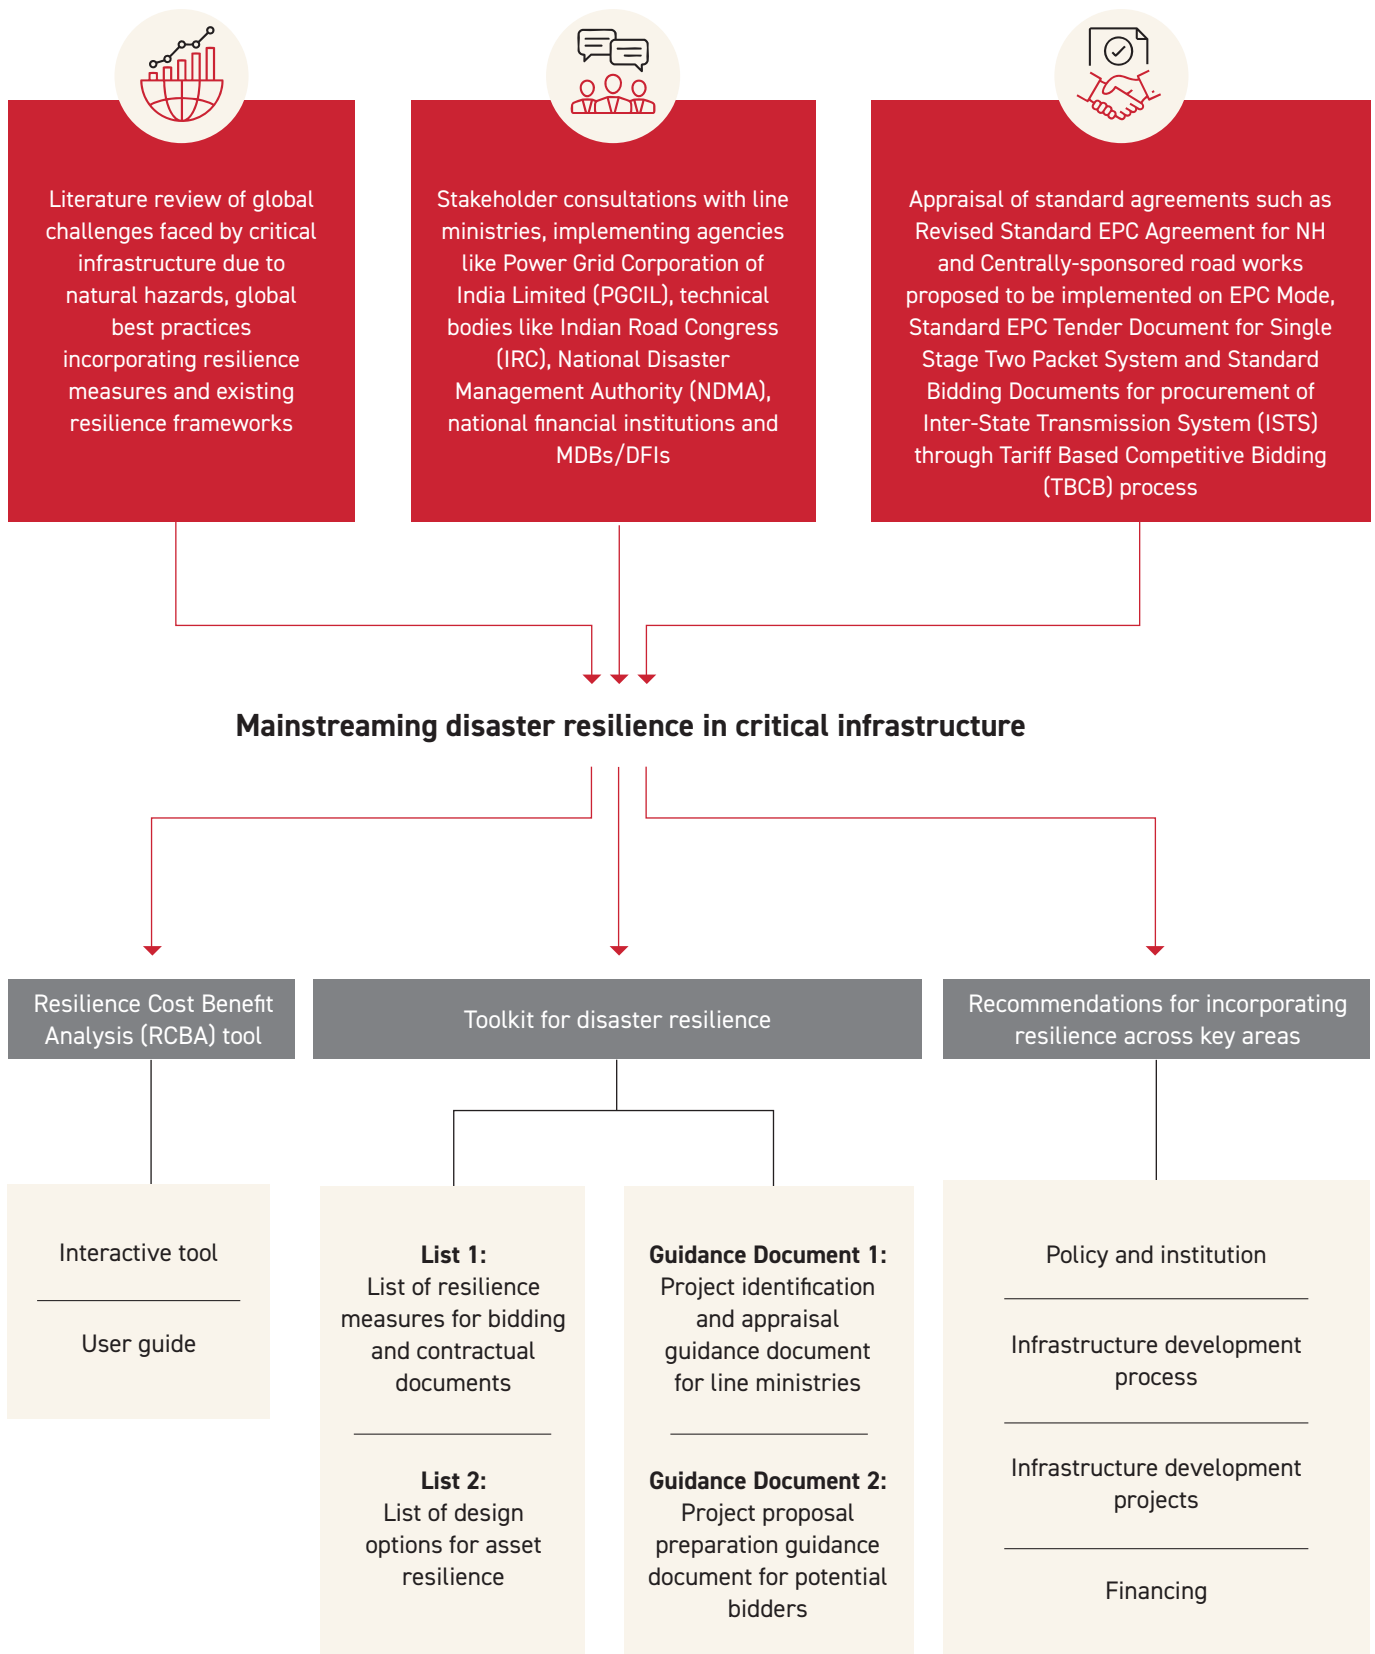 Literature review of global
challenges faced by critical
infrastructure due to
natural hazards, global
best practices
incorporating resilience
measures and existing
resilience frameworks
Stakeholder consultations with line
ministries, implementing agencies
like Power Grid Corporation of
India Limited (PGCIL), technical
bodies like Indian Road Congress
(IRC), National Disaster
Management Authority (NDMA),
national financial institutions and
MDBs/DFIs
Appraisal of standard agreements such as
Revised Standard EPC Agreement for NH
and Centrally-sponsored road works
proposed to be implemented on EPC Mode,
Standard EPC Tender Document for Single
Stage Two Packet System and Standard
Bidding Documents for procurement of
Inter-State Transmission System (ISTS)
through Tariff Based Competitive Bidding
(TBCB) process
Mainstreaming disaster resilience in critical infrastructure
Resilience Cost Benefit
Analysis (RCBA) tool
Interactive tool
User guide
Toolkit for disaster resilience
List 1:
List of resilience
measures for bidding
and contractual
documents
List 2:
List of design
options for asset
resilience
Guidance Document 1:
Project identification
and appraisal
guidance document
for line ministries
Guidance Document 2:
Project proposal
preparation guidance
document for potential
bidders
Recommendations for incorporating
resilience across key areas
Policy and institution
Infrastructure development
process
Infrastructure development
projects
Financing